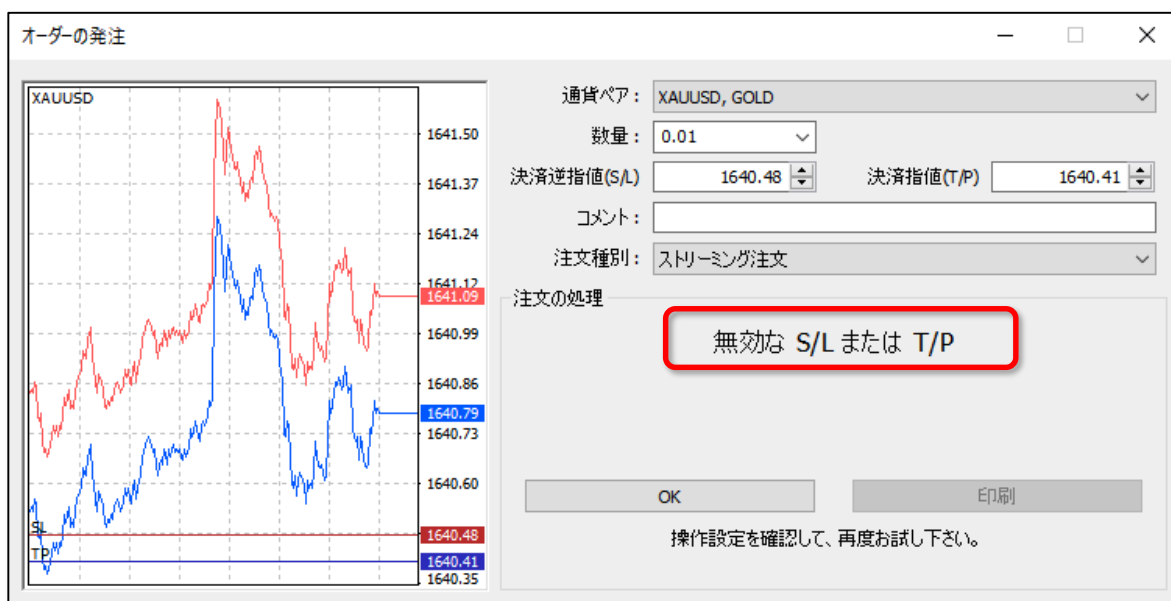 オーダーの発注
XAUUSD
1641.50
1641.37
1641.24
1641.12
1641.09
1640.99
1640.86
1640.79
1640.73
1640.60
SL
1640.48
TP
1640.41
1640.35
通貨ペア： XAUUSD, GOLD
数量： 0.01
決済逆指値(S/L) 1640.48 決済指値(T/P) 1640.41
コメント：
注文種別： ストリーミング注文
注文の処理
無効な S/L または T/P
OK 印刷
操作設定を確認して、再度お試し下さい。